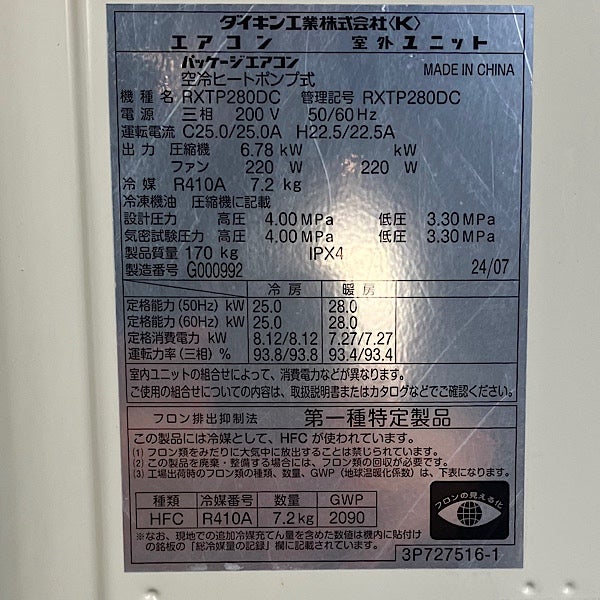 ダイキン工業株式会社〈K〉
エアコン 室外ユニット
パッケージエアコン
空冷ヒートポンプ式 MADE IN CHINA
機種名 RXTP280DC 管理記号 RXTP280DC
電源 三相 200 V 50/60 Hz
運転電流 C25.0/25.0A H22.5/22.5A
出力 圧縮機 6.78 kW kW
ファン 220 W 220 W
冷媒 R410A 7.2 kg
冷凍機油 圧縮機に記載
設計圧力 高圧 4.00 MPa 低圧 3.30 MPa
気密試験圧力 高圧 4.00 MPa 低圧 3.30 MPa
製品質量 170 kg IPX4
製造番号 G000992 24/07
冷房 暖房
定格能力 (50Hz) kW 25.0 28.0
定格能力 (60Hz) kW 25.0 28.0
定格消費電力 kW 8.12/8.12 7.27/7.27
運転力率 (三相) % 93.8/93.8 93.4/93.4
室内ユニットの組合せによって、消費電力などが異なります。
ご使用の組合せについての内容は、取扱説明書またはカタログなどでご確認ください。
フロン排出抑制法 第一種特定製品
この製品には冷媒として、HFC が使われています。
(1) フロン類をみだりに大気中に放出することは禁じられています。
(2) この製品を廃棄・整備する場合には、フロン類の回収が必要です。
(3) 工場出荷時のフロン類の種類、数量、GWP (地球温暖化係数) は、下表になります。
種類 冷媒番号 数量 GWP
HFC R410A 7.2 kg 2090
フロンの見える化
※なお、現地での追加冷媒充てん量を含めた数値は機内に貼付け
の銘板の「総冷媒量の記録」欄に記載されています。
3P727516-1